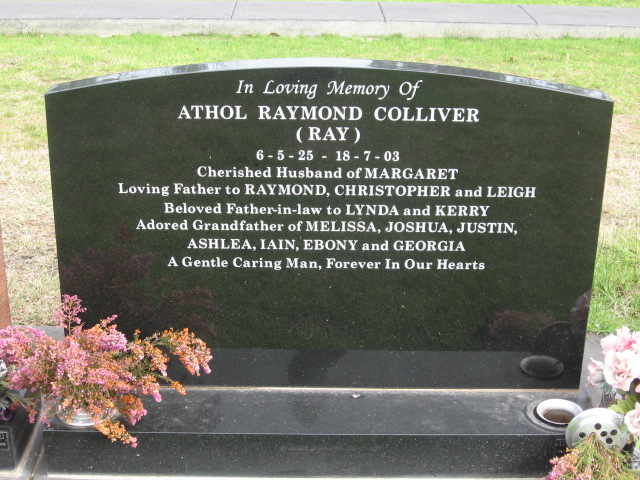 In Loving Memory Of
ATHOL RAYMOND COLLIVER
( RAY )
6 - 5 - 25 - 18 - 7 - 03
Cherished Husband of MARGARET
Loving Father to RAYMOND, CHRISTOPHER and LEIGH
Beloved Father-in-law to LYNDA and KERRY
Adored Grandfather of MELISSA, JOSHUA, JUSTIN,
ASHLEA, IAIN, EBONY and GEORGIA
A Gentle Caring Man, Forever In Our Hearts